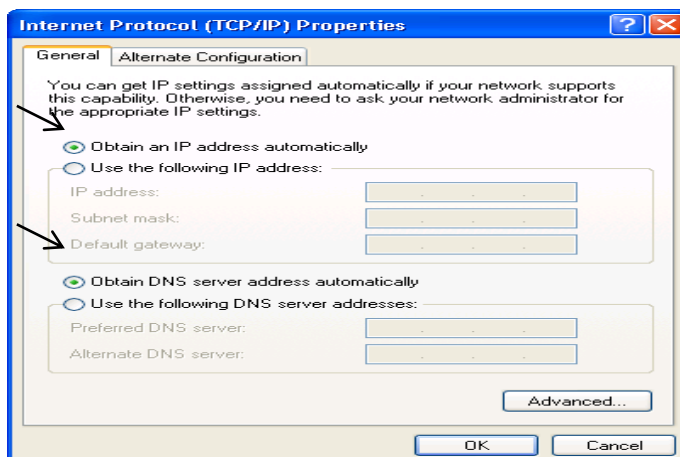 Internet Protocol (TCP/IP) Properties
General
Alternate Configuration
You can get IP settings assigned automatically if your network supports
this capability. Otherwise, you need to ask your network administrator for
the appropriate IP settings.
Obtain an IP address automatically
Use the following IP address:
IP address:
Subnet mask:
Default gateway:
Obtain DNS server address automatically
Use the following DNS server addresses:
Preferred DNS server:
Alternate DNS server:
Advanced...
OK
Cancel